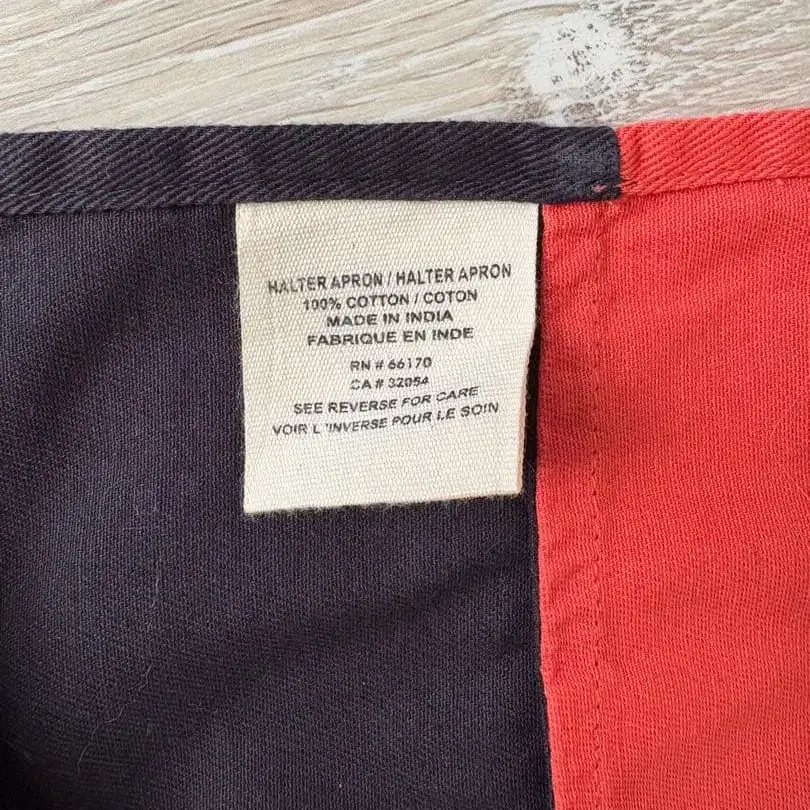 HALTER APRON / HALTER APRON
100% COTTON / COTON
MADE IN INDIA
FABRIQUE EN INDE
RN # 66170
CA # 32054
SEE REVERSE FOR CARE
VOIR L 'INVERSE POUR LE SOIN